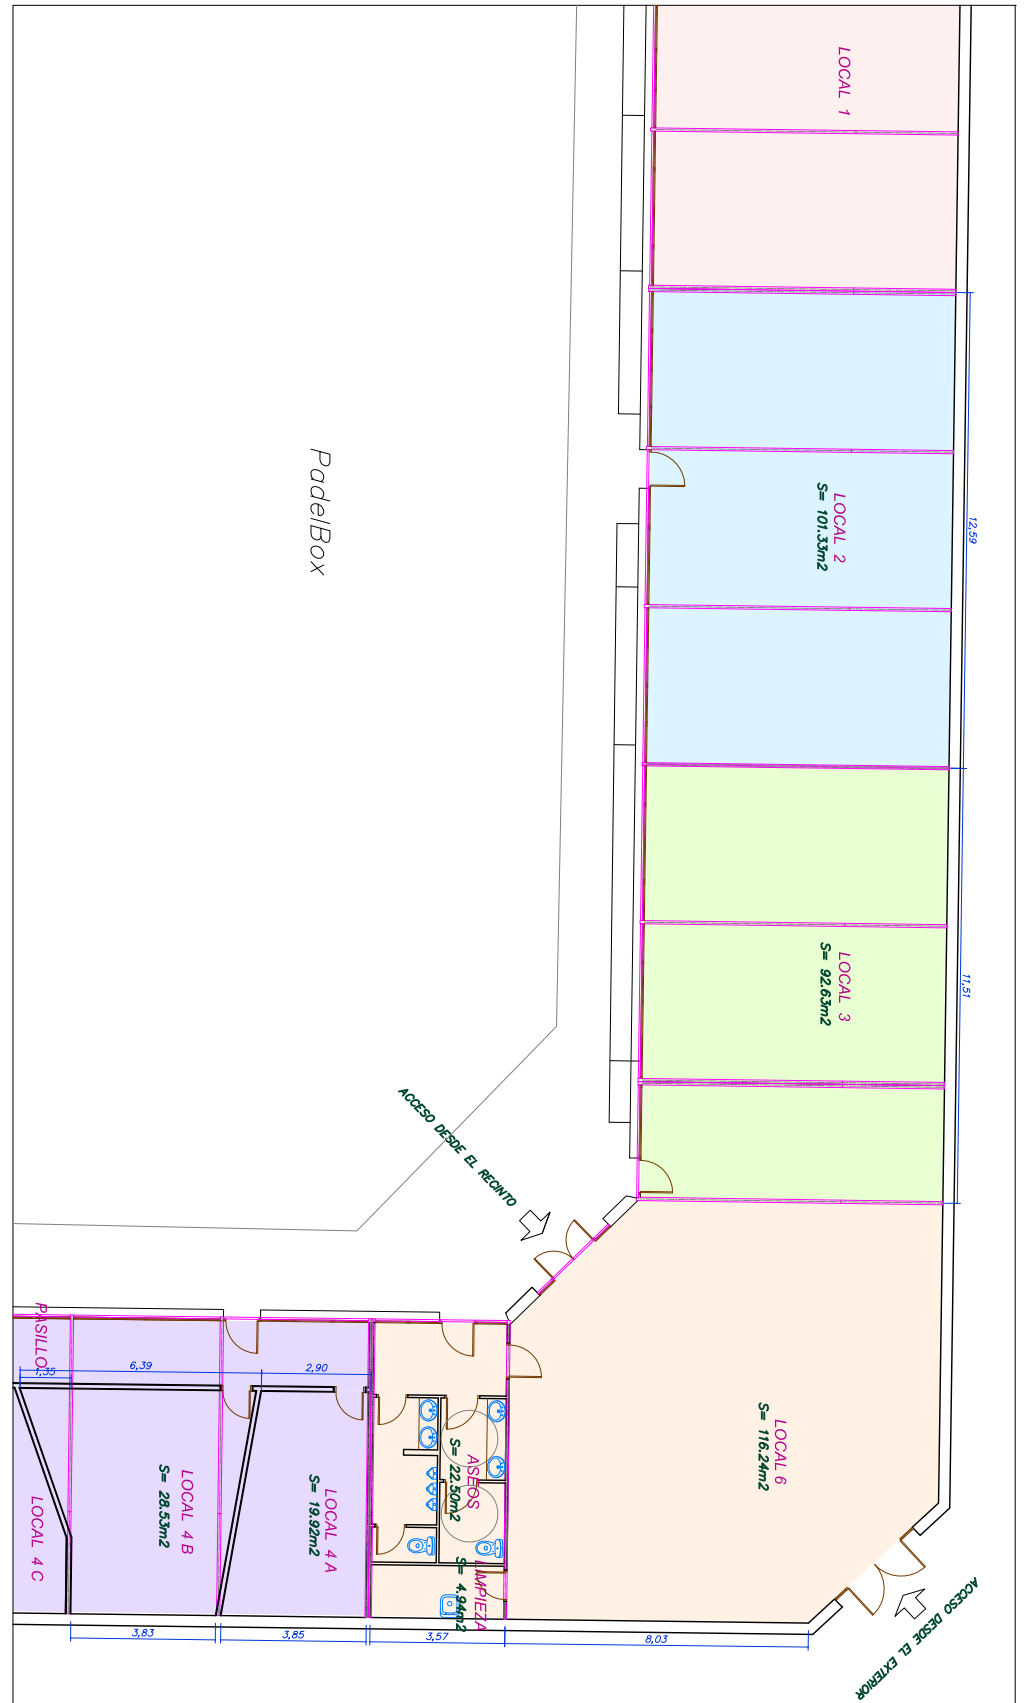 LOCAL 1
12,59
LOCAL 2
S= 101.33m2
PadelBox
11,51
LOCAL 3
S= 92.63m2
ACCESO DESDE EL RECINTO
PASILLO
1,35
6,39
2,90
LOCAL 6
S= 116.24m2
ASEOS
S= 22.50m2
LIMPIEZA
S= 4.94m2
LOCAL 4 A
S= 19.92m2
LOCAL 4 B
S= 28.53m2
LOCAL 4 C
ACCESO DESDE EL EXTERIOR
3,83
3,85
3,57
8,03